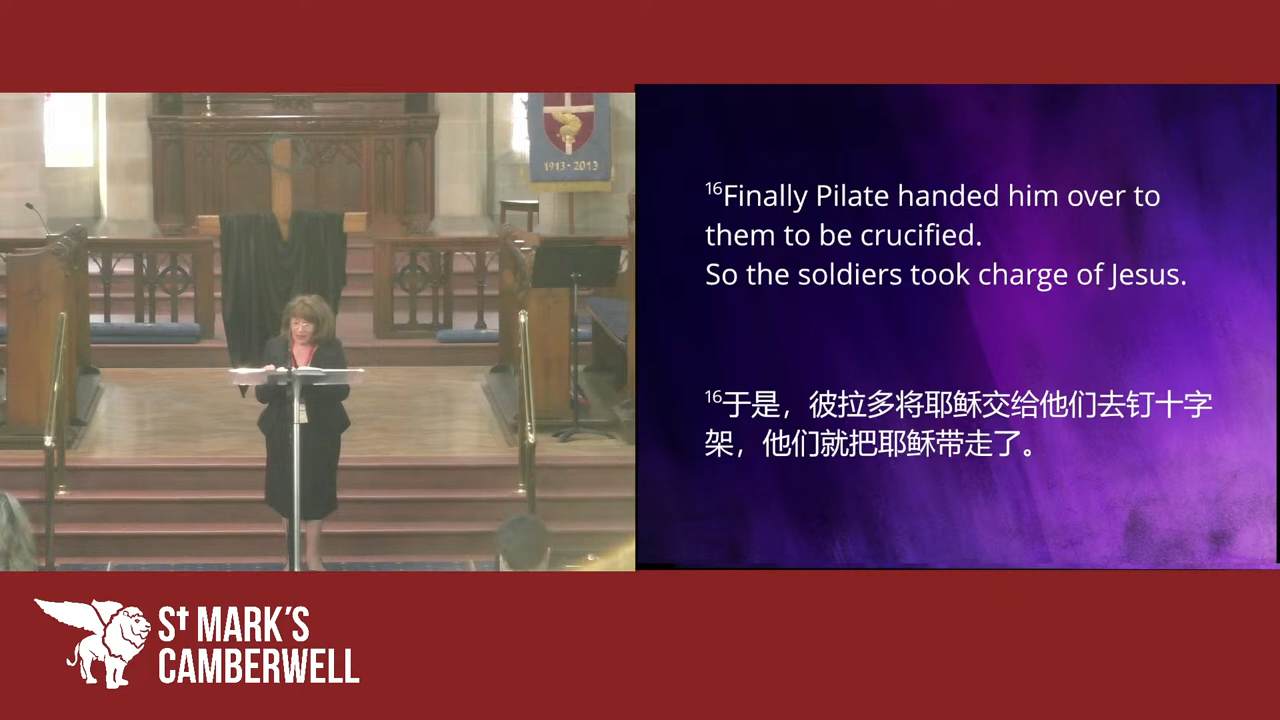 1913-2013
¹⁶Finally Pilate handed him over to
them to be crucified.
So the soldiers took charge of Jesus.
¹⁶于是，彼拉多将耶稣交给他们去钉十字
架，他们就把耶稣带走了。
S† MARK'S
CAMBERWELL